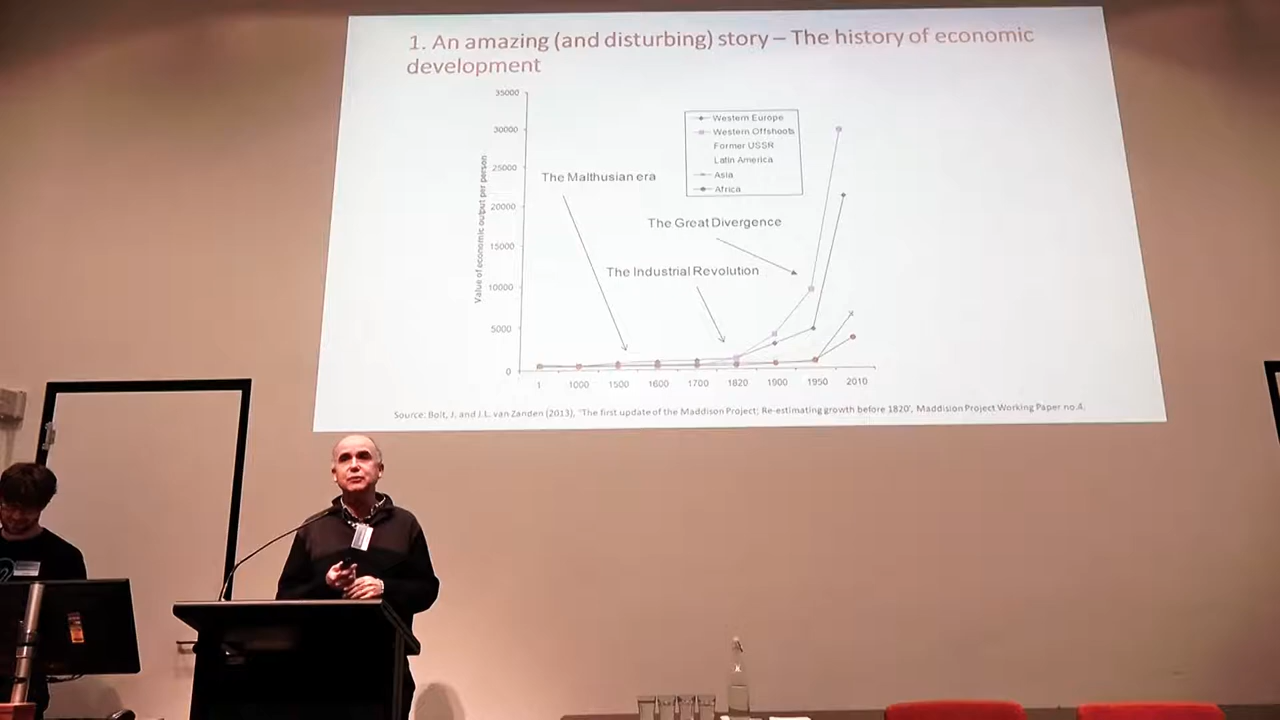 1. An amazing (and disturbing) story – The history of economic
development
35000
30000
25000
20000
15000
10000
5000
0
Value of economic output per person
Western Europe
Western Offshoots
Former USSR
Latin America
Asia
Africa
The Malthusian era
The Great Divergence
The Industrial Revolution
1 1000 1500 1600 1700 1820 1900 1950 2010
Source: Bolt, J. and J.L. van Zanden (2013), 'The first update of the Maddison Project; Re-estimating growth before 1820', Maddision Project Working Paper no.4.